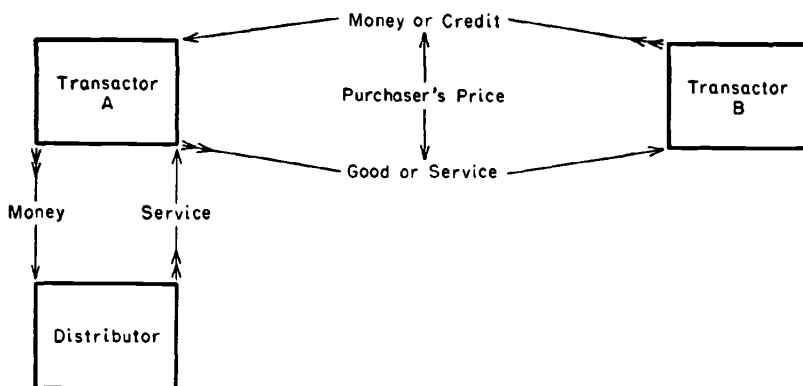 Money or Credit
Transactor
A
Purchaser's Price
Transactor
B
Good or Service
Money
Service
Distributor